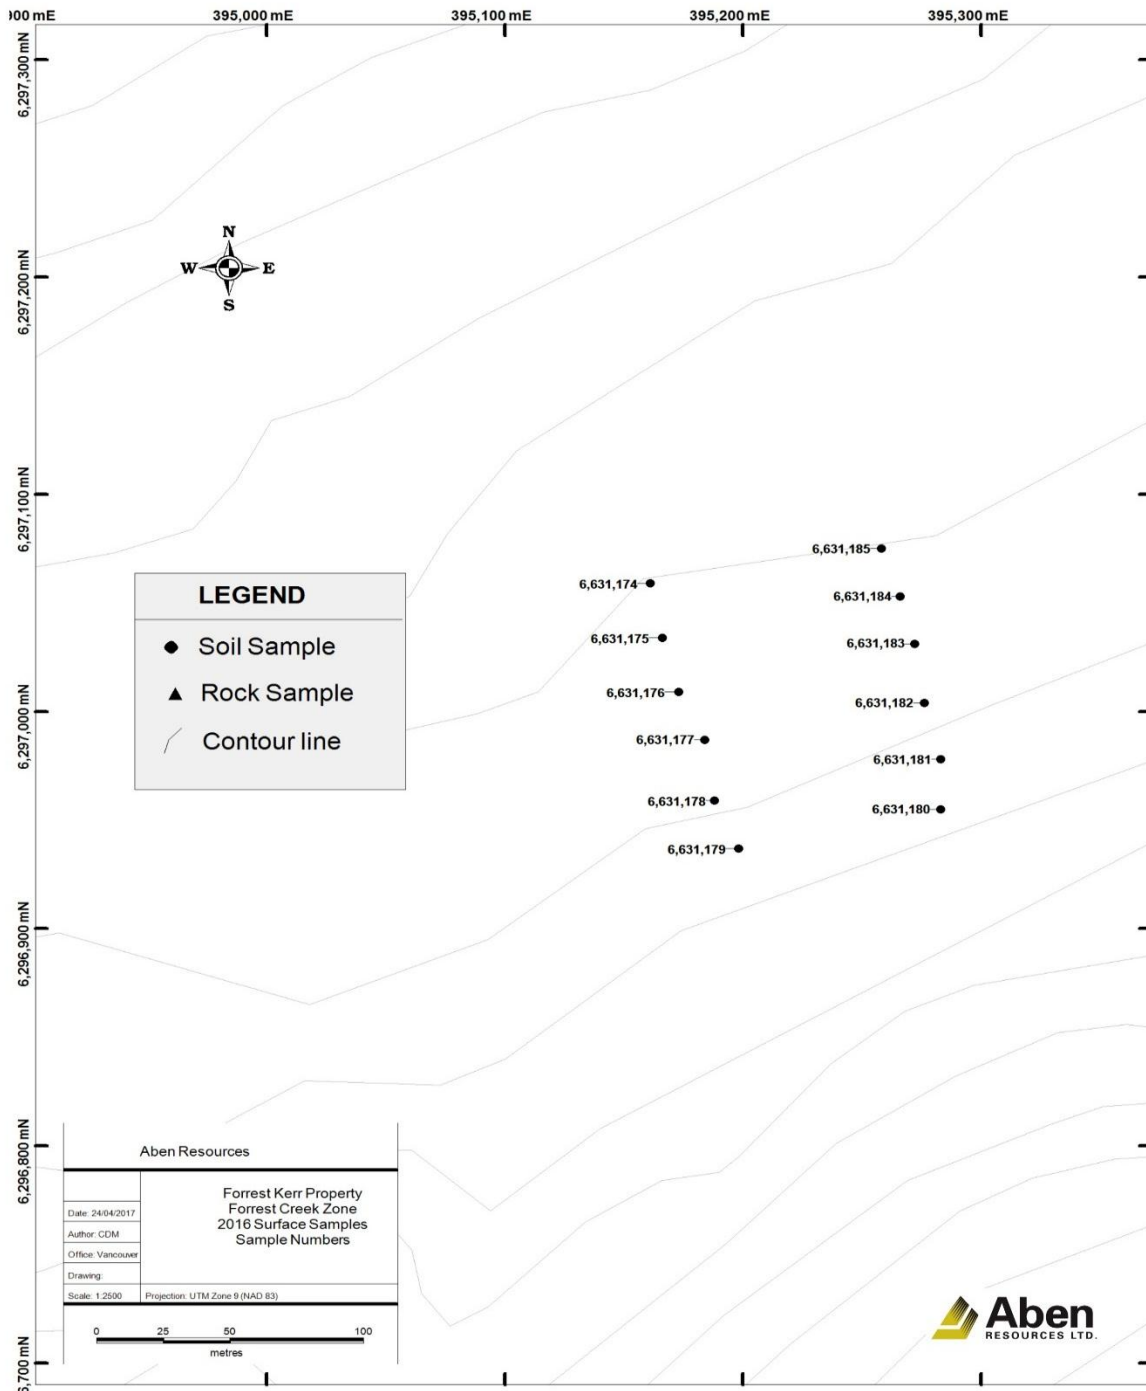 000 mE 395,000 mE 395,100 mE 395,200 mE 395,300 mE
6,297,300 mN
N
W E
S
6,297,200 mN
6,297,100 mN
6,631,185
6,631,174
6,631,184
LEGEND
Soil Sample
Rock Sample
Contour line
6,631,175
6,631,183
6,631,176
6,631,182
6,297,000 mN
6,631,177
6,631,181
6,631,178
6,631,180
6,631,179
6,296,900 mN
6,296,800 mN
Aben Resources
Forrest Kerr Property
Forrest Creek Zone
2016 Surface Samples
Sample Numbers
Date: 24/04/2017
Author: CDM
Office: Vancouver
Drawing:
Scale: 1:2500
Projection: UTM Zone 9 (NAD 83)
0 25 50 100
metres
Aben
RESOURCES LTD.
6,700 mN